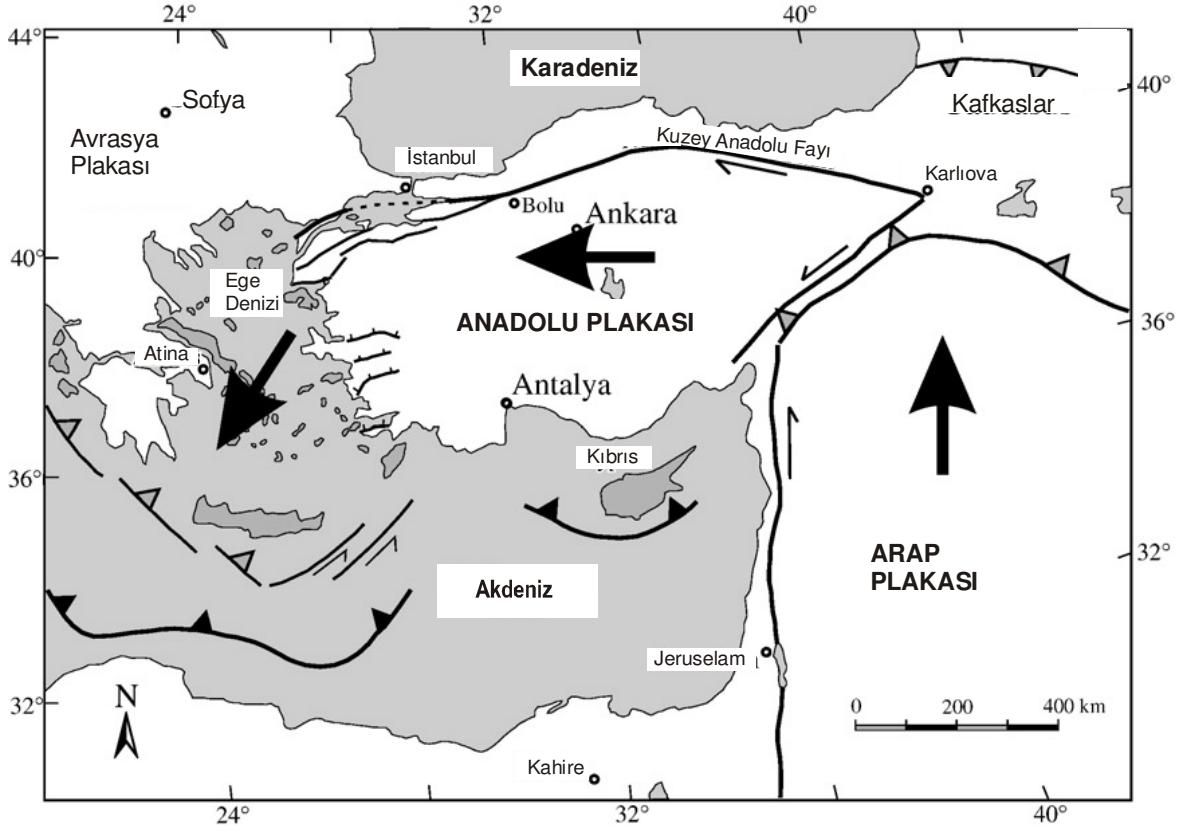 24°
32°
40°
44°
Karadeniz
40°
Kafkaslar
Sofya
Avrasya
Plakası
Kuzey Anadolu Fayı
İstanbul
Karlıova
Bolu
Ankara
40°
Ege
Denizi
ANADOLU PLAKASI
36°
Atina
Antalya
Kıbrıs
36°
ARAP
PLAKASI
32°
Akdeniz
Jeruselam
N
32°
0 200 400 km
Kahire
24°
32°
40°